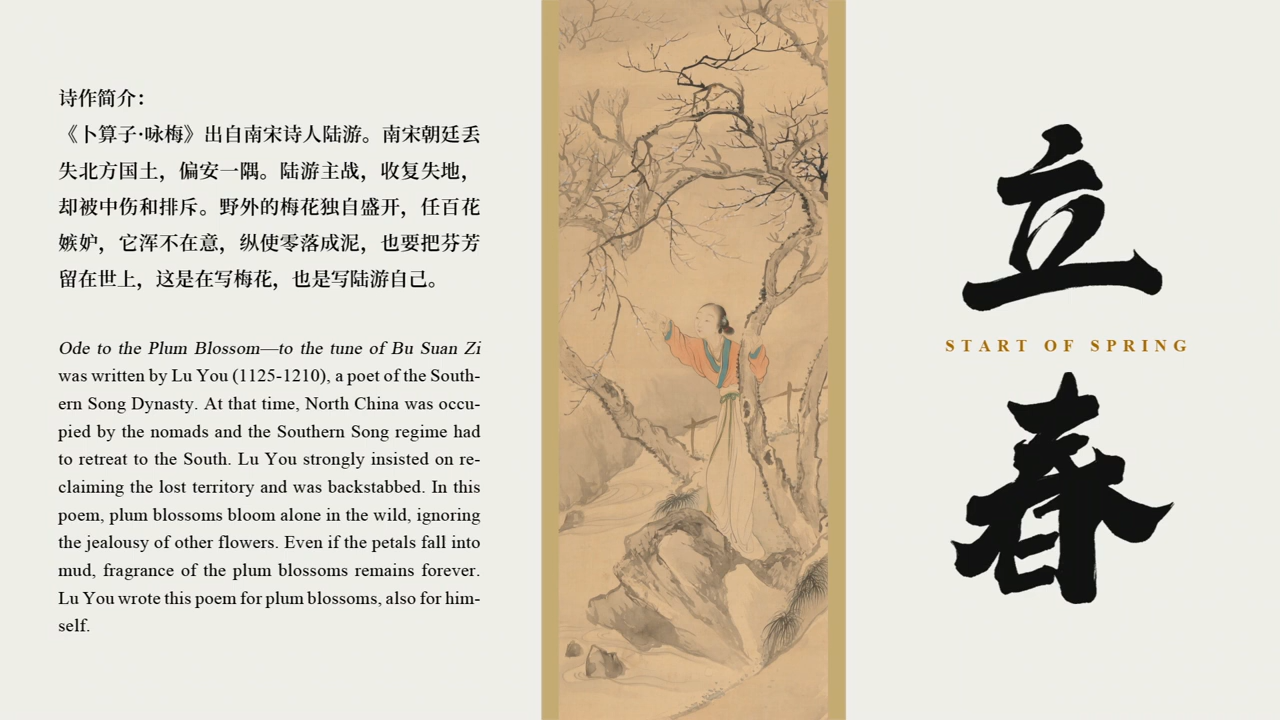 诗作简介：
《卜算子·咏梅》出自南宋诗人陆游。南宋朝廷丢
失北方国土，偏安一隅。陆游主战，收复失地，
却被中伤和排斥。野外的梅花独自盛开，任百花
嫉妒，它浑不在意，纵使零落成泥，也要把芬芳
留在世上，这是在写梅花，也是写陆游自己。
Ode to the Plum Blossom—to the tune of Bu Suan Zi
was written by Lu You (1125-1210), a poet of the South-
ern Song Dynasty. At that time, North China was occu-
pied by the nomads and the Southern Song regime had
to retreat to the South. Lu You strongly insisted on re-
claiming the lost territory and was backstabbed. In this
poem, plum blossoms bloom alone in the wild, ignoring
the jealousy of other flowers. Even if the petals fall into
mud, fragrance of the plum blossoms remains forever.
Lu You wrote this poem for plum blossoms, also for him-
self.
立
START OF SPRING
春